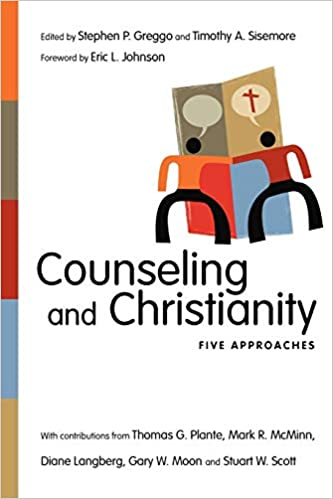 Edited by Stephen P. Greggo and Timothy A. Sisemore
Foreword by Eric L. Johnson
Counseling
and Christianity
FIVE APPROACHES
With contributions from Thomas G. Plante, Mark R. McMinn,
Diane Langberg, Gary W. Moon and Stuart W. Scott